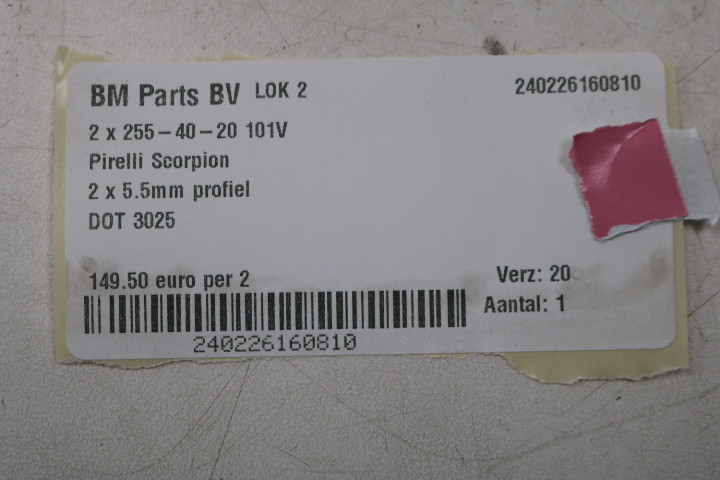 BM Parts BV LOK 2 240226160810
2 x 255-40-20 101V
Pirelli Scorpion
2 x 5.5mm profiel
DOT 3025
149.50 euro per 2 Verz: 20
Aantal: 1
240226160810